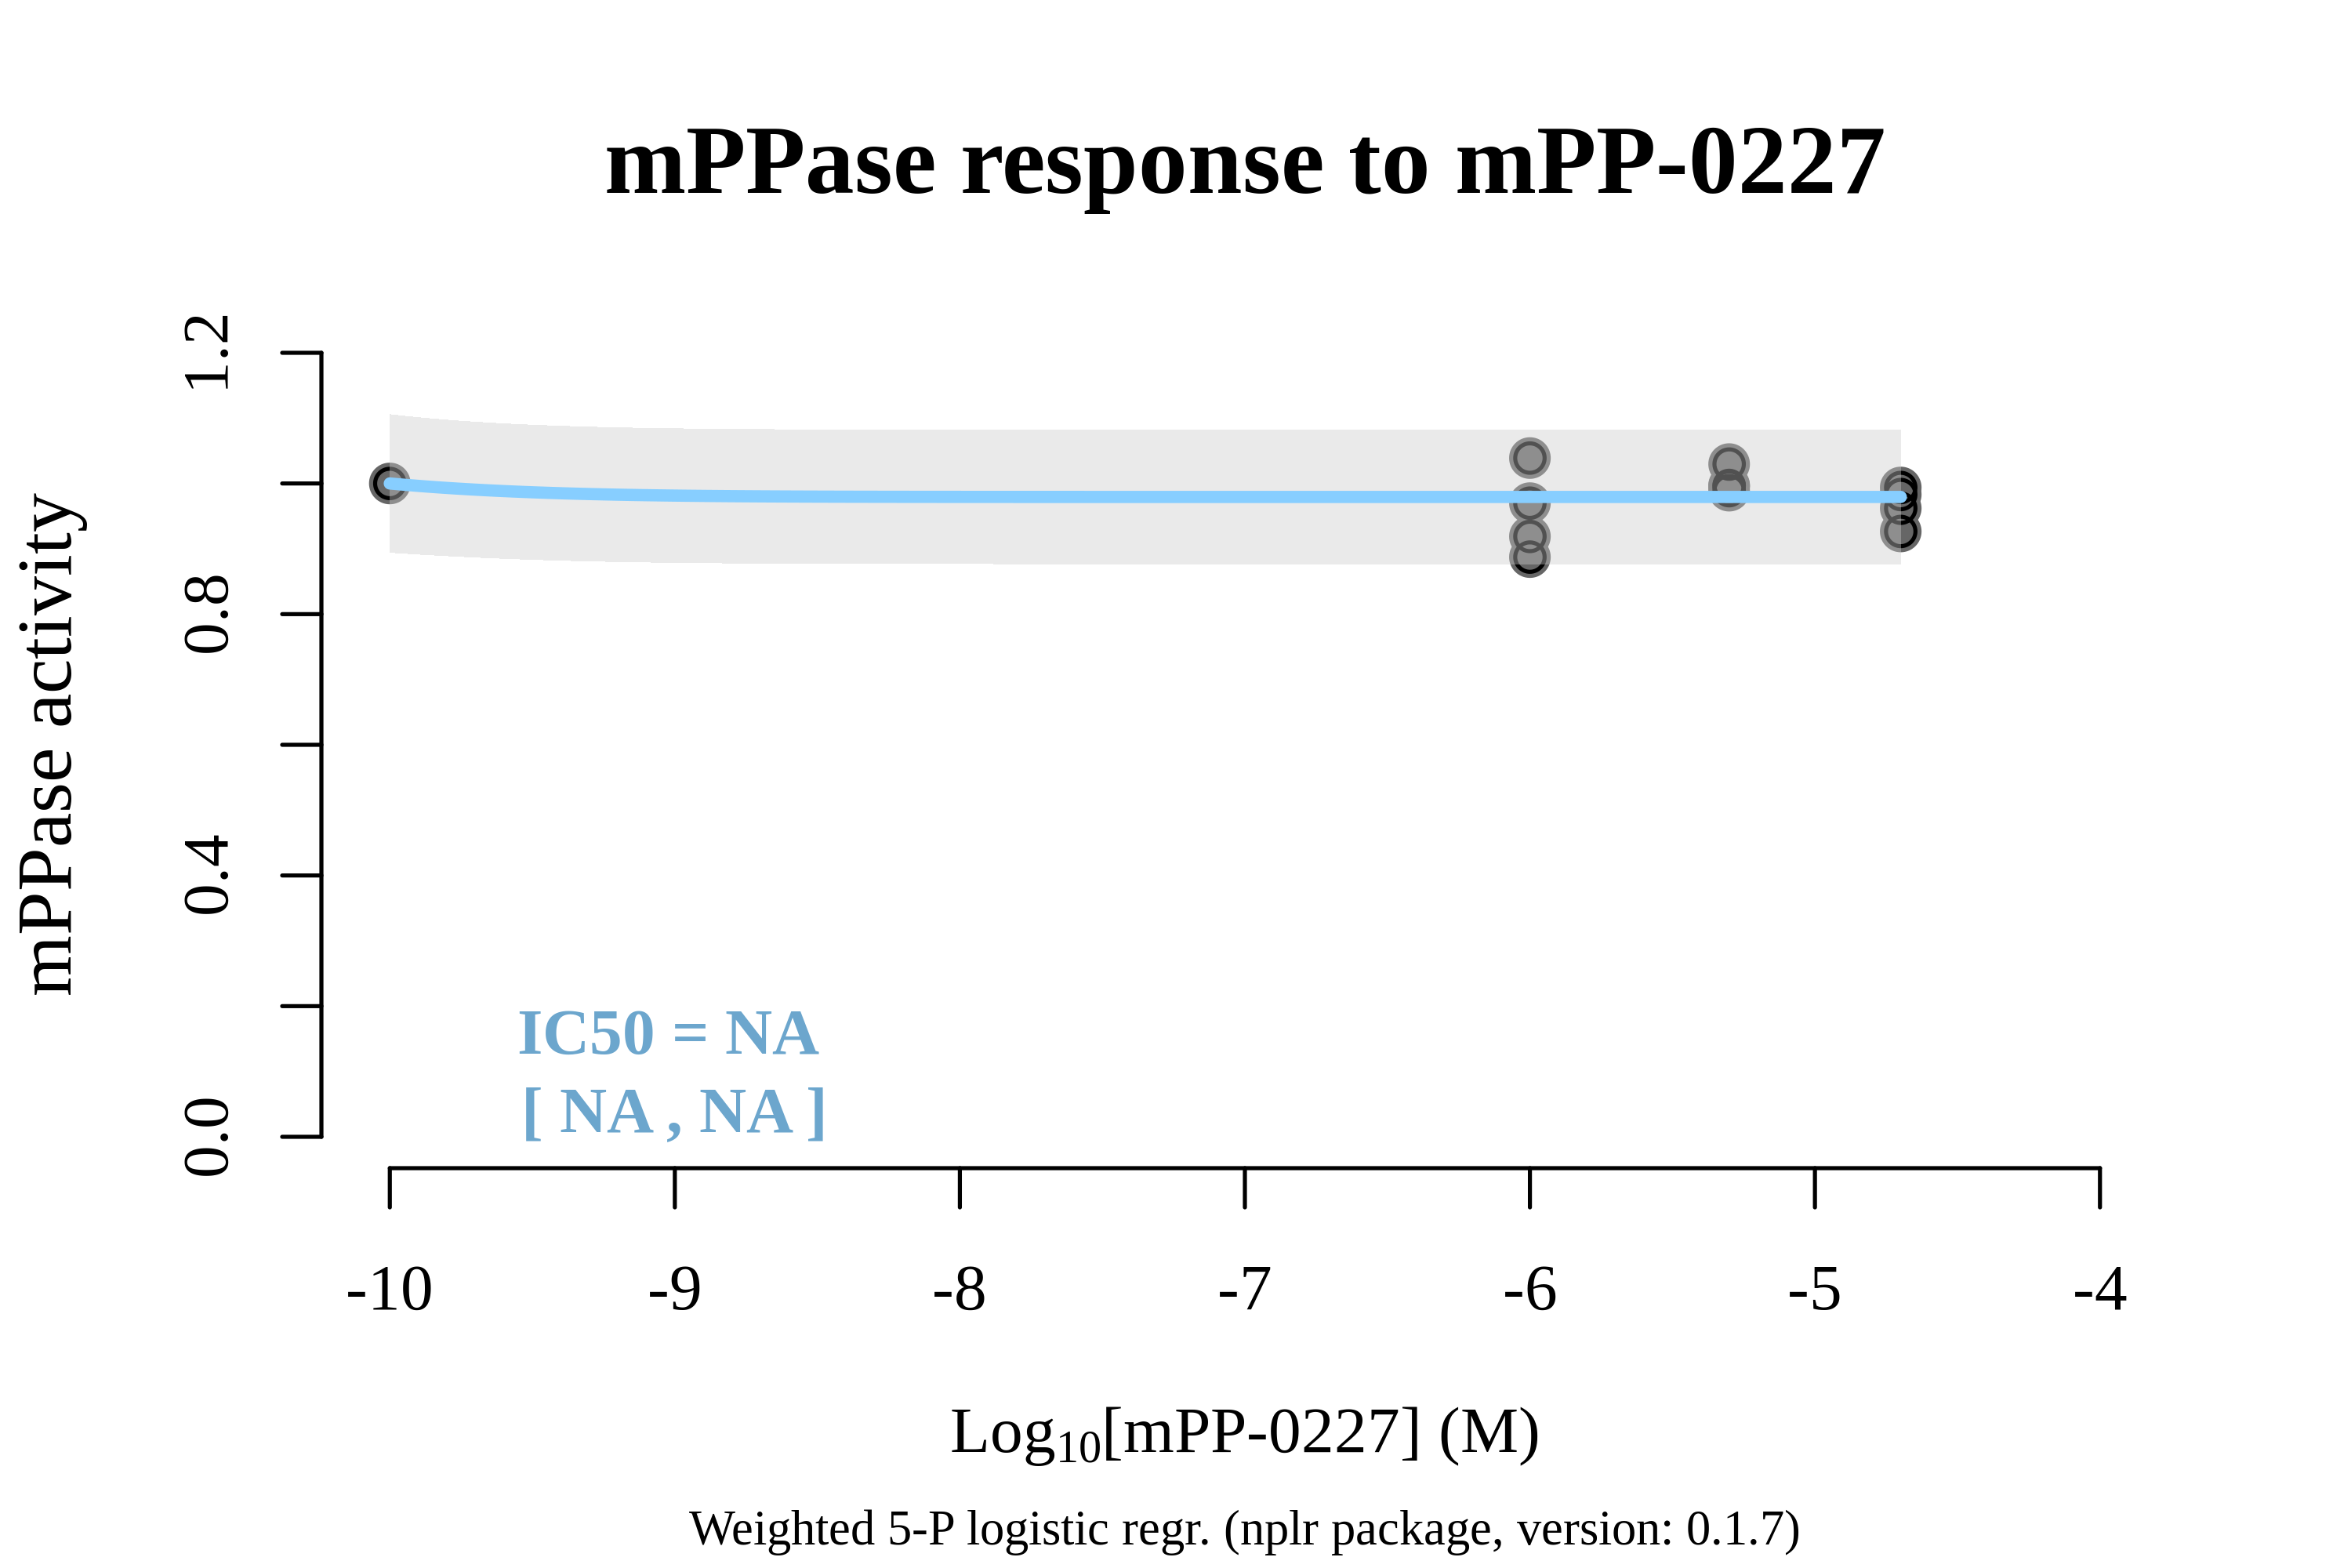 mPPase response to mPP-0227
mPPase activity
1.2
0.8
0.4
0.0
IC50 = NA
[ NA , NA ]
-10 -9 -8 -7 -6 -5 -4
Log10[mPP-0227] (M)
Weighted 5-P logistic regr. (nplr package, version: 0.1.7)